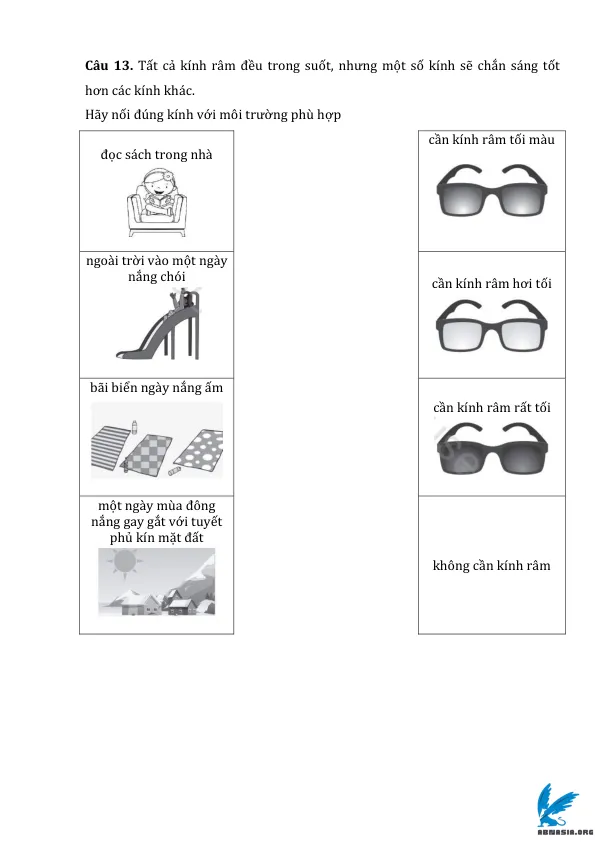 Câu 13. Tất cả kính râm đều trong suốt, nhưng một số kính sẽ chắn sáng tốt
hơn các kính khác.
Hãy nối đúng kính với môi trường phù hợp
đọc sách trong nhà
ngoài trời vào một ngày
nắng chói
bãi biển ngày nắng ấm
một ngày mùa đông
nắng gay gắt với tuyết
phủ kín mặt đất
cần kính râm tối màu
cần kính râm hơi tối
cần kính râm rất tối
không cần kính râm
ABNASIA.ORG